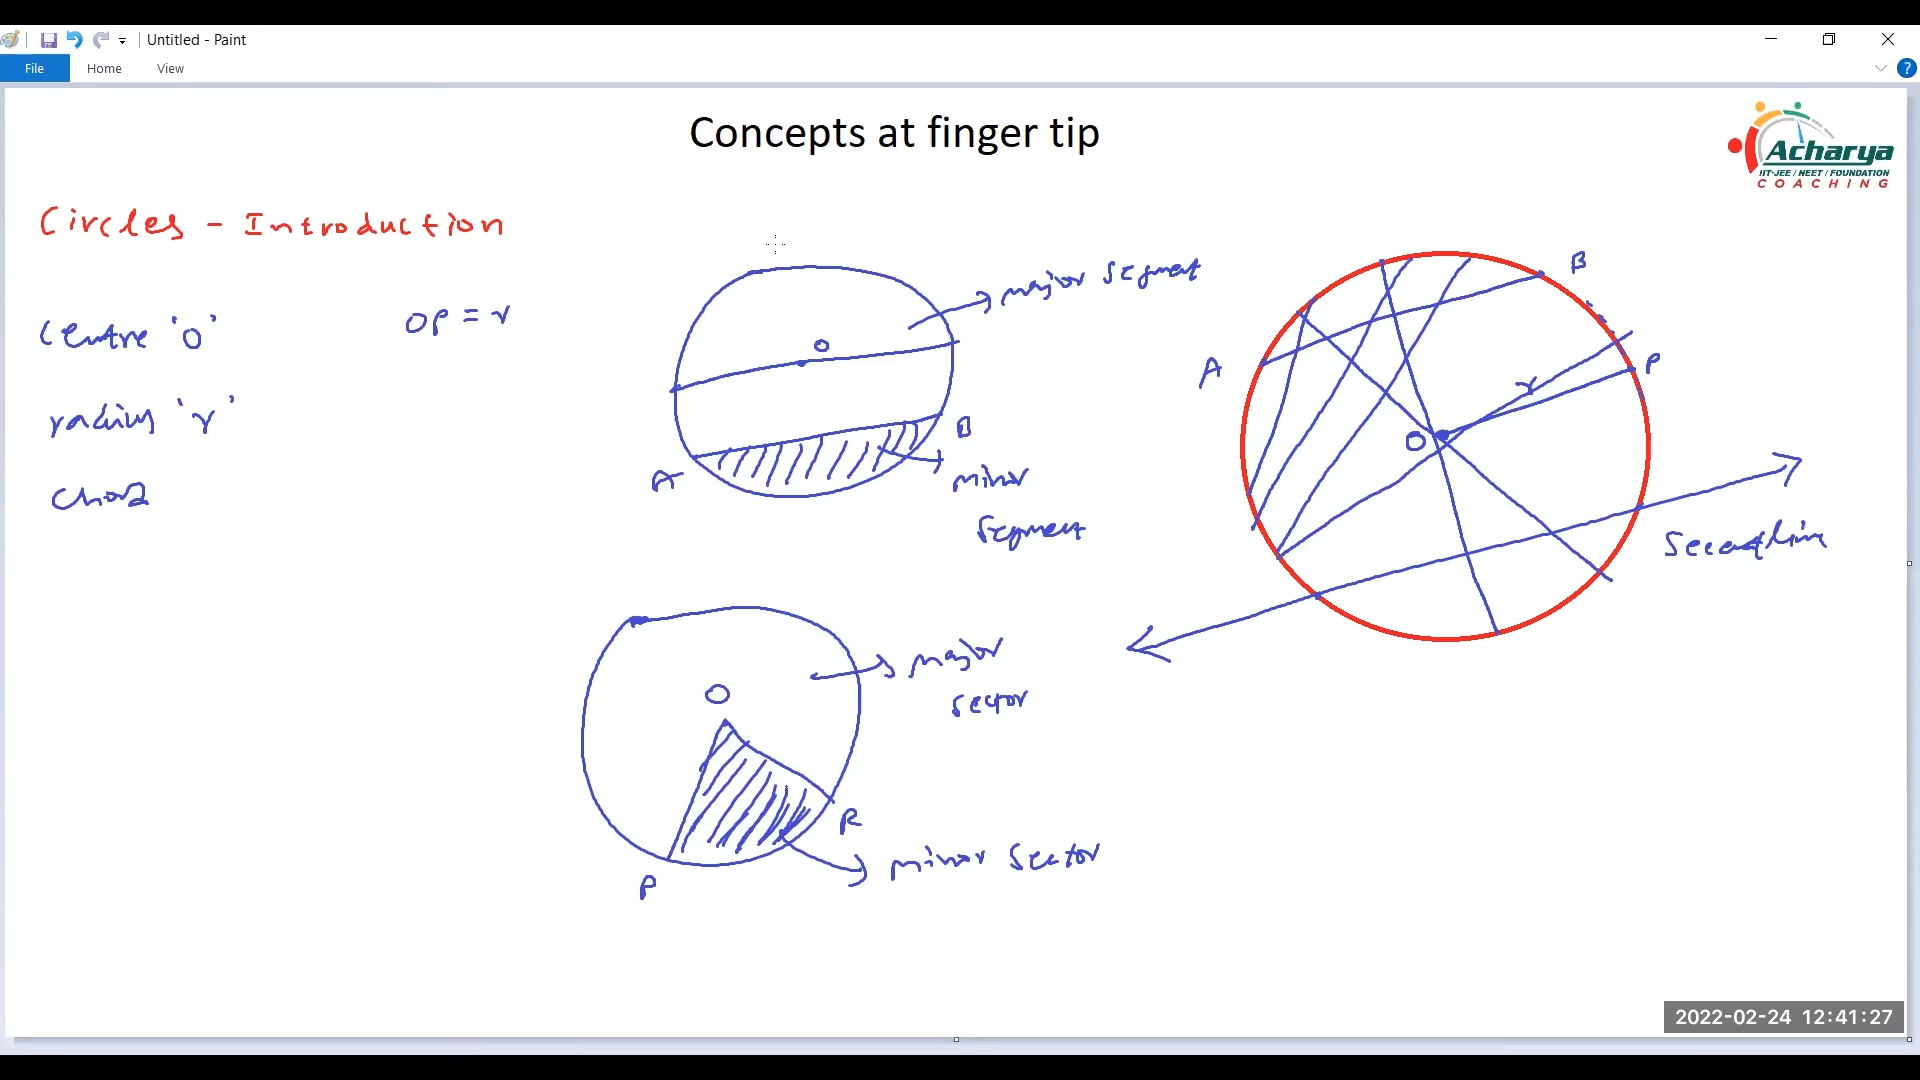 Untitled - Paint
File Home View
Concepts at finger tip
Acharya
IIT-JEE / NEET / FOUNDATION
COACHING
Circles - Introduction
Centre 'O'
OP = r
radius 'r'
Chord
O
major segment
A
B
minor
segment
B
A
P
r
O
Secant line
O
major
sector
R
P
minor sector
2022-02-24 12:41:27